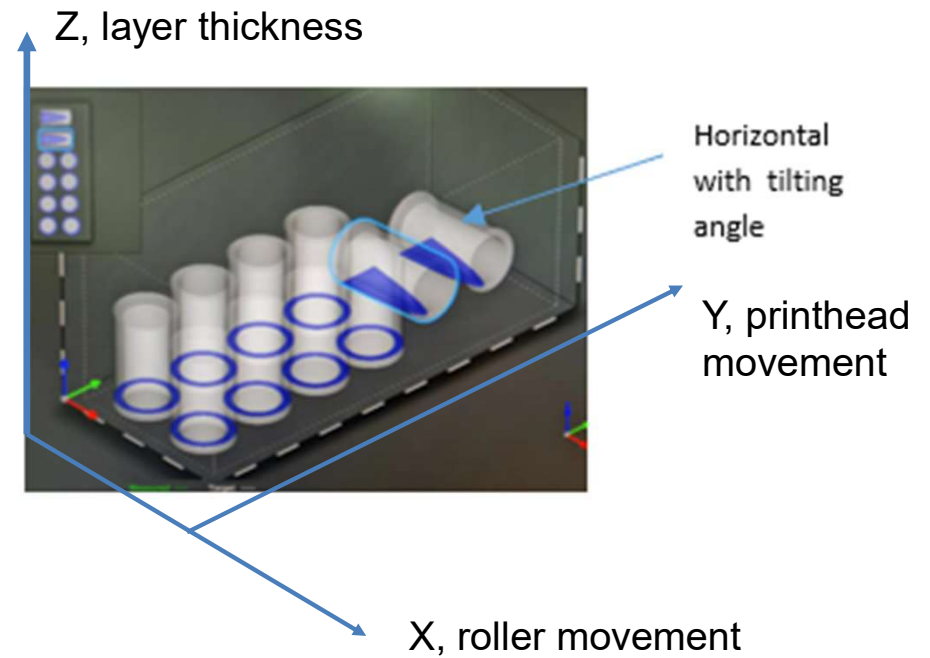 Z, layer thickness
Horizontal
with tilting
angle
Y, printhead
movement
X, roller movement